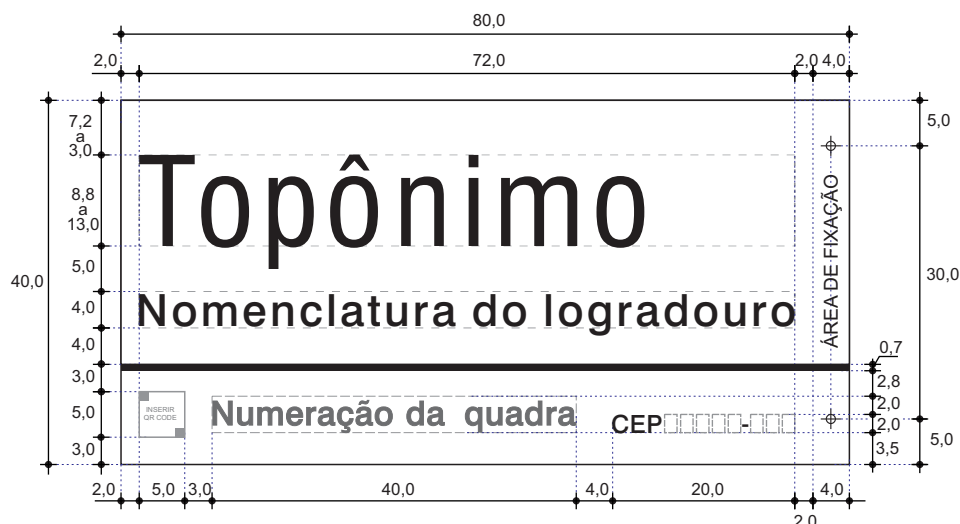 80,0
2,0 72,0 2,0 4,0
7,2
a
3,0
5,0
Topônimo
8,8
a
13,0
ÁREA DE FIXAÇÃO
5,0
40,0
30,0
4,0
Nomenclatura do logradouro
4,0
0,7
3,0
2,8
INSERIR
QR CODE
Numeração da quadra
CEP -
5,0
2,0
2,0
5,0
3,0
3,5
2,0 5,0 3,0 40,0 4,0 20,0 4,0
2,0